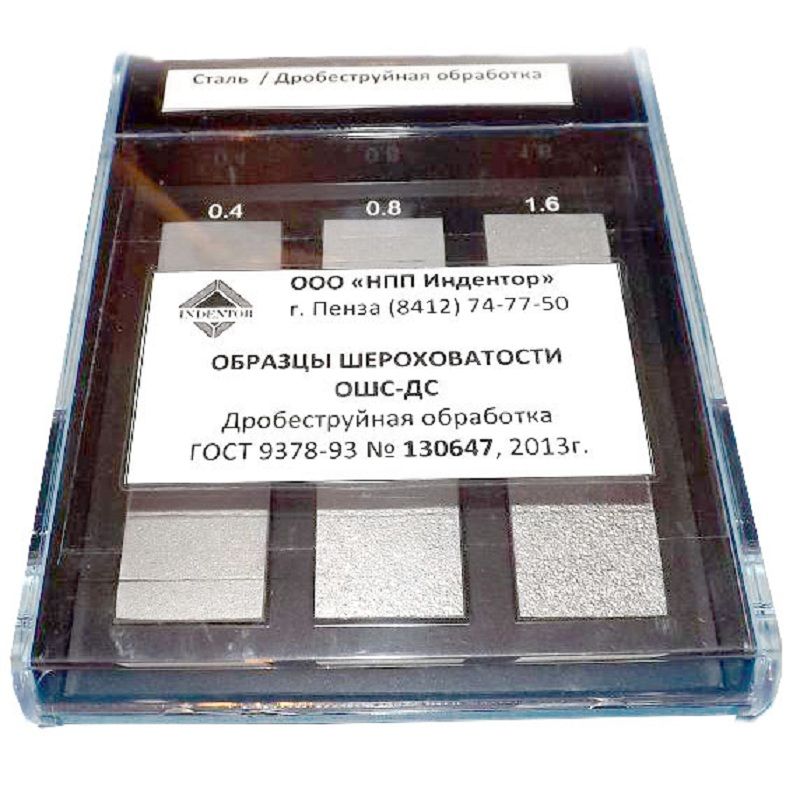 Сталь / Дробеструйная обработка
0.4 0.8 1.6
ООО «НПП Индентор»
г. Пенза (8412) 74-77-50
INDENTOR
ОБРАЗЦЫ ШЕРОХОВАТОСТИ
ОШС-ДС
Дробеструйная обработка
ГОСТ 9378-93 № 130647, 2013г.